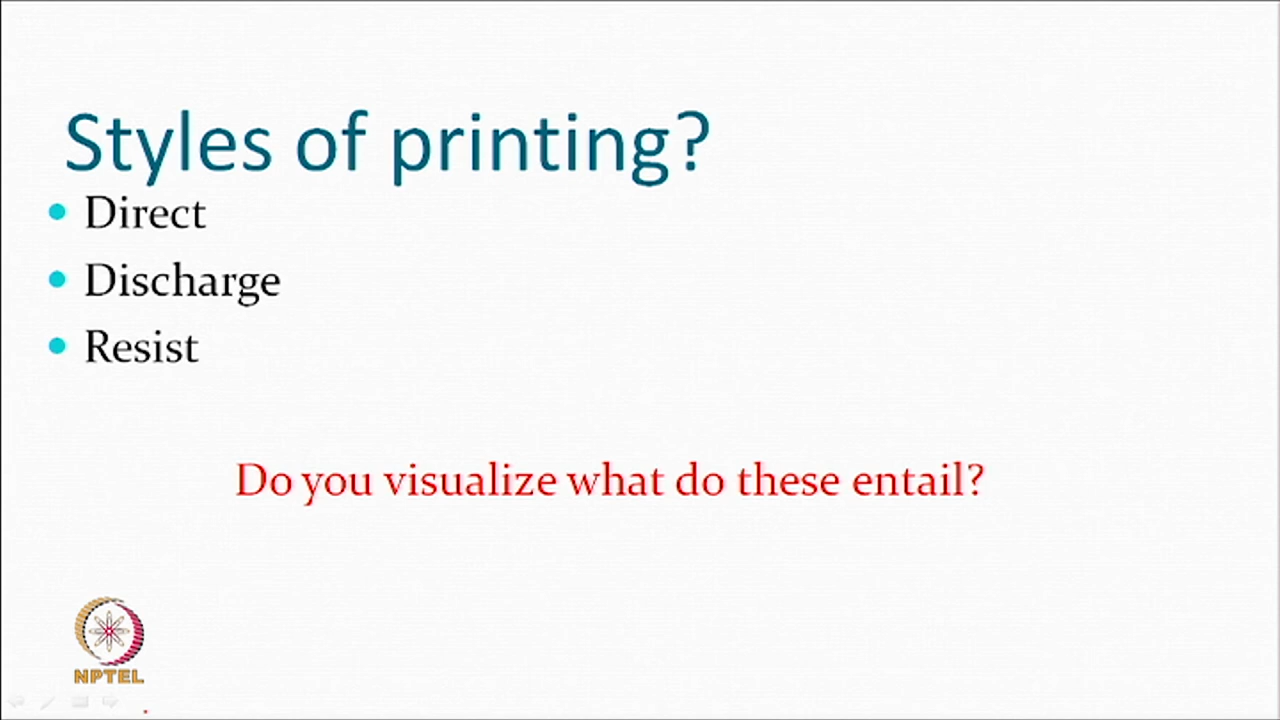 Styles of printing?
Direct
Discharge
Resist
Do you visualize what do these entail?
NPTEL